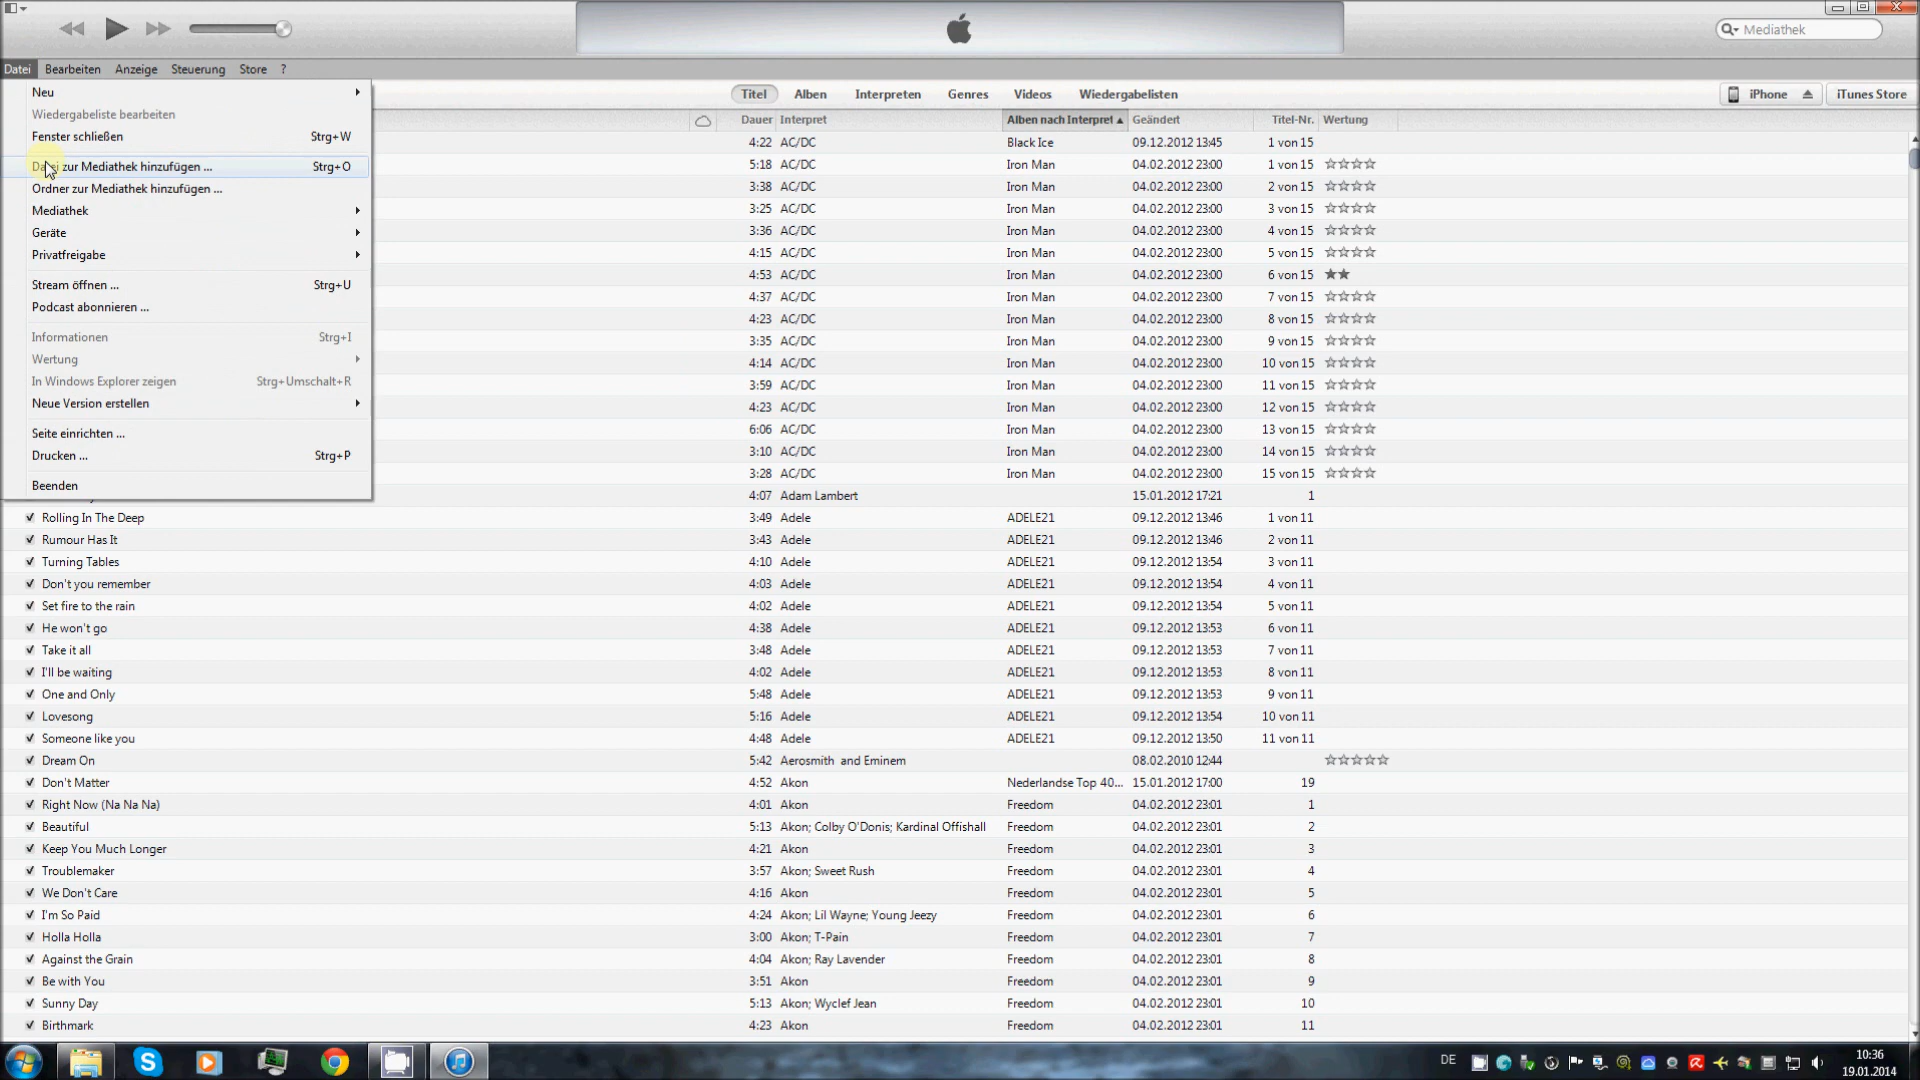 Mediathek
Datei Bearbeiten Anzeige Steuerung Store ?
Titel Alben Interpreten Genres Videos Wiedergabelisten iPhone iTunes Store
Neu
Wiedergabeliste bearbeiten
Fenster schließen Strg+W
zur Mediathek hinzufügen ... Strg+O
Ordner zur Mediathek hinzufügen ...
Mediathek
Geräte
Privatfreigabe
Stream öffnen ... Strg+U
Podcast abonnieren ...
Informationen Strg+I
Wertung
In Windows Explorer zeigen Strg+Umschalt+R
Neue Version erstellen
Seite einrichten ...
Drucken ... Strg+P
Beenden
Dauer Interpret Alben nach Interpret Geändert Titel-Nr. Wertung
4:22 AC/DC Black Ice 09.12.2012 13:45 1 von 15
5:18 AC/DC Iron Man 04.02.2012 23:00 1 von 15
3:38 AC/DC Iron Man 04.02.2012 23:00 2 von 15
3:25 AC/DC Iron Man 04.02.2012 23:00 3 von 15
3:36 AC/DC Iron Man 04.02.2012 23:00 4 von 15
4:15 AC/DC Iron Man 04.02.2012 23:00 5 von 15
4:53 AC/DC Iron Man 04.02.2012 23:00 6 von 15
4:37 AC/DC Iron Man 04.02.2012 23:00 7 von 15
4:23 AC/DC Iron Man 04.02.2012 23:00 8 von 15
3:35 AC/DC Iron Man 04.02.2012 23:00 9 von 15
4:14 AC/DC Iron Man 04.02.2012 23:00 10 von 15
3:59 AC/DC Iron Man 04.02.2012 23:00 11 von 15
4:23 AC/DC Iron Man 04.02.2012 23:00 12 von 15
6:06 AC/DC Iron Man 04.02.2012 23:00 13 von 15
3:10 AC/DC Iron Man 04.02.2012 23:00 14 von 15
3:28 AC/DC Iron Man 04.02.2012 23:00 15 von 15
4:07 Adam Lambert 15.01.2012 17:21 1
Rolling In The Deep 3:49 Adele ADELE21 09.12.2012 13:46 1 von 11
Rumour Has It 3:43 Adele ADELE21 09.12.2012 13:46 2 von 11
Turning Tables 4:10 Adele ADELE21 09.12.2012 13:54 3 von 11
Don't you remember 4:03 Adele ADELE21 09.12.2012 13:54 4 von 11
Set fire to the rain 4:02 Adele ADELE21 09.12.2012 13:54 5 von 11
He won't go 4:38 Adele ADELE21 09.12.2012 13:53 6 von 11
Take it all 3:48 Adele ADELE21 09.12.2012 13:53 7 von 11
I'll be waiting 4:02 Adele ADELE21 09.12.2012 13:53 8 von 11
One and Only 5:48 Adele ADELE21 09.12.2012 13:53 9 von 11
Lovesong 5:16 Adele ADELE21 09.12.2012 13:54 10 von 11
Someone like you 4:48 Adele ADELE21 09.12.2012 13:50 11 von 11
Dream On 5:42 Aerosmith and Eminem 08.02.2010 12:44
Don't Matter 4:52 Akon Nederlandse Top 40... 15.01.2012 17:00 19
Right Now (Na Na Na) 4:01 Akon Freedom 04.02.2012 23:01 1
Beautiful 5:13 Akon; Colby O'Donis; Kardinal Offishall Freedom 04.02.2012 23:01 2
Keep You Much Longer 4:21 Akon Freedom 04.02.2012 23:01 3
Troublemaker 3:57 Akon; Sweet Rush Freedom 04.02.2012 23:01 4
We Don't Care 4:16 Akon Freedom 04.02.2012 23:01 5
I'm So Paid 4:24 Akon; Lil Wayne; Young Jeezy Freedom 04.02.2012 23:01 6
Holla Holla 3:00 Akon; T-Pain Freedom 04.02.2012 23:01 7
Against the Grain 4:04 Akon; Ray Lavender Freedom 04.02.2012 23:01 8
Be with You 3:51 Akon Freedom 04.02.2012 23:01 9
Sunny Day 5:13 Akon; Wyclef Jean Freedom 04.02.2012 23:01 10
Birthmark 4:23 Akon Freedom 04.02.2012 23:01 11
DE
10:36
19.01.2014